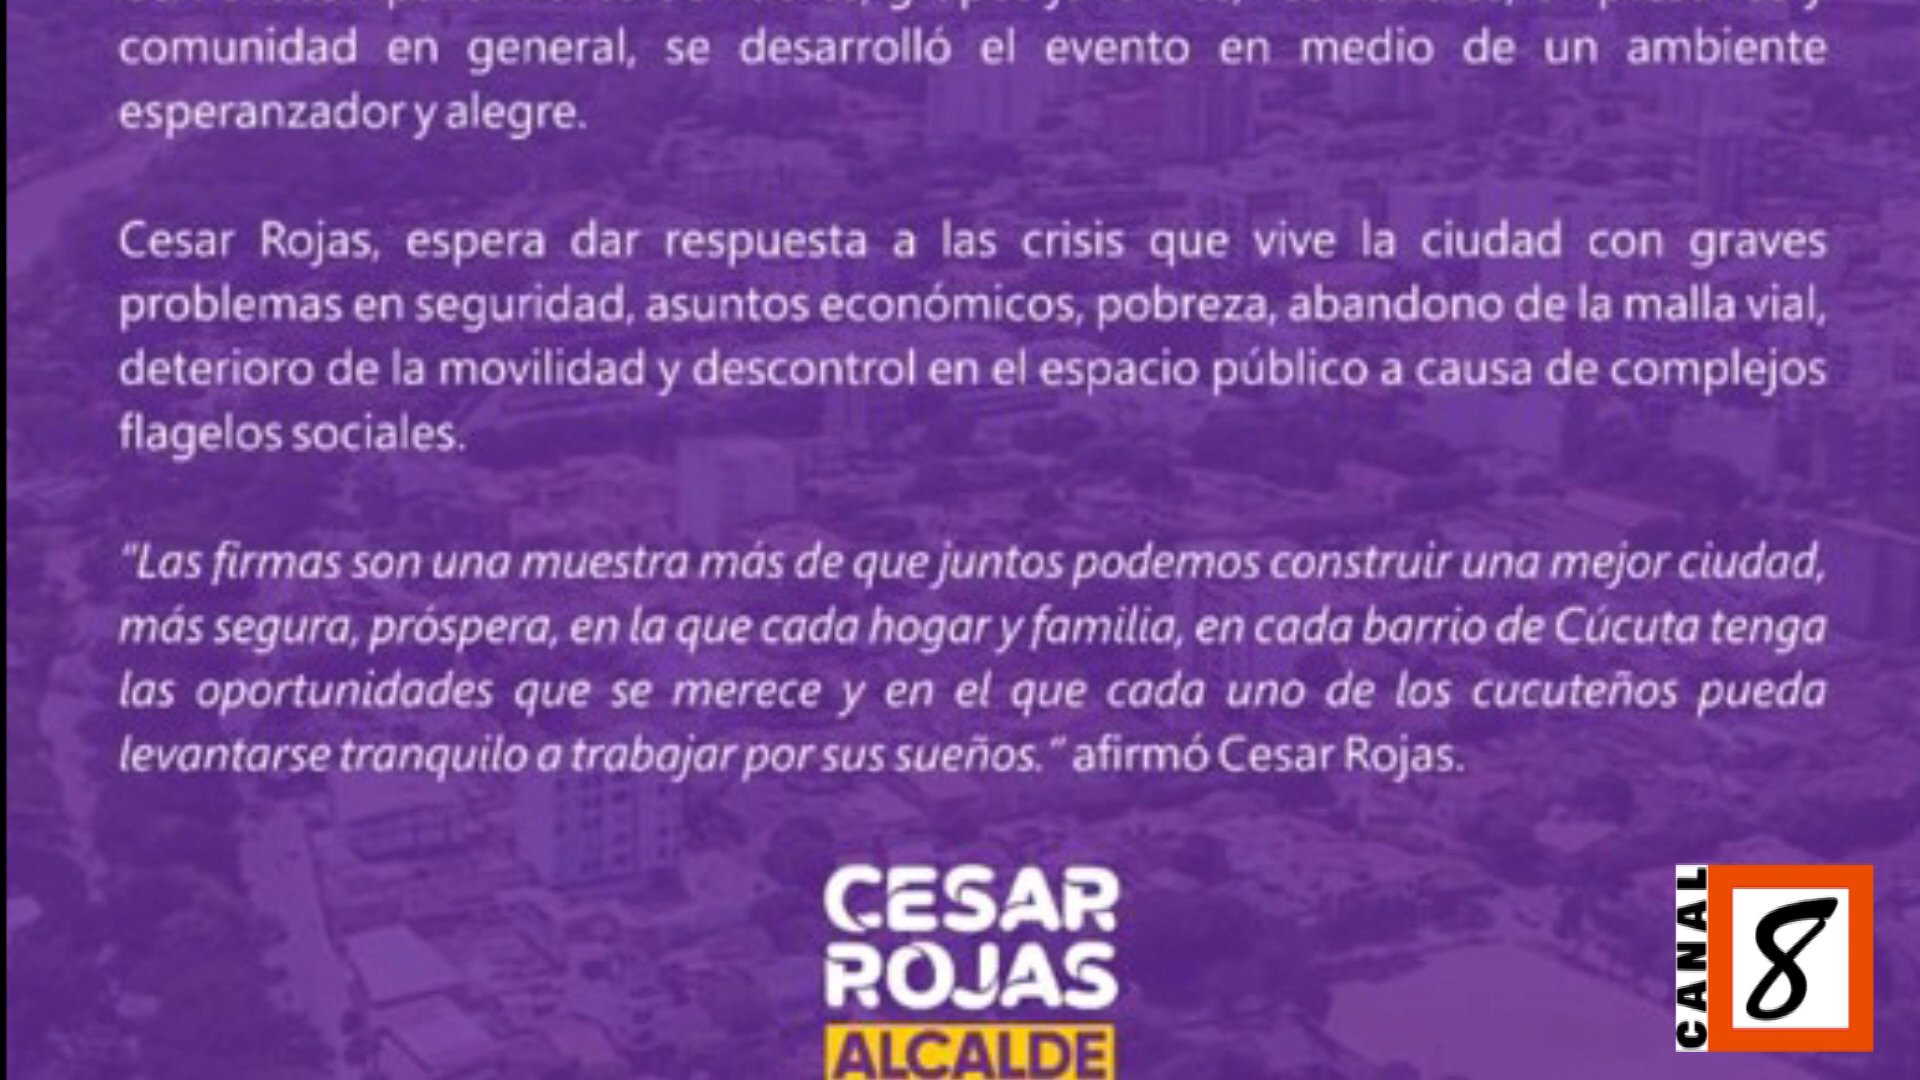 comunidad en general, se desarrolló el evento en medio de un ambiente
esperanzador y alegre.
Cesar Rojas, espera dar respuesta a las crisis que vive la ciudad con graves
problemas en seguridad, asuntos económicos, pobreza, abandono de la malla vial,
deterioro de la movilidad y descontrol en el espacio público a causa de complejos
flagelos sociales.
"Las firmas son una muestra más de que juntos podemos construir una mejor ciudad,
más segura, próspera, en la que cada hogar y familia, en cada barrio de Cúcuta tenga
las oportunidades que se merece y en el que cada uno de los cucuteños pueda
levantarse tranquilo a trabajar por sus sueños." afirmó Cesar Rojas.
CESAR
ROJAS
ALCALDE
CANAL
8